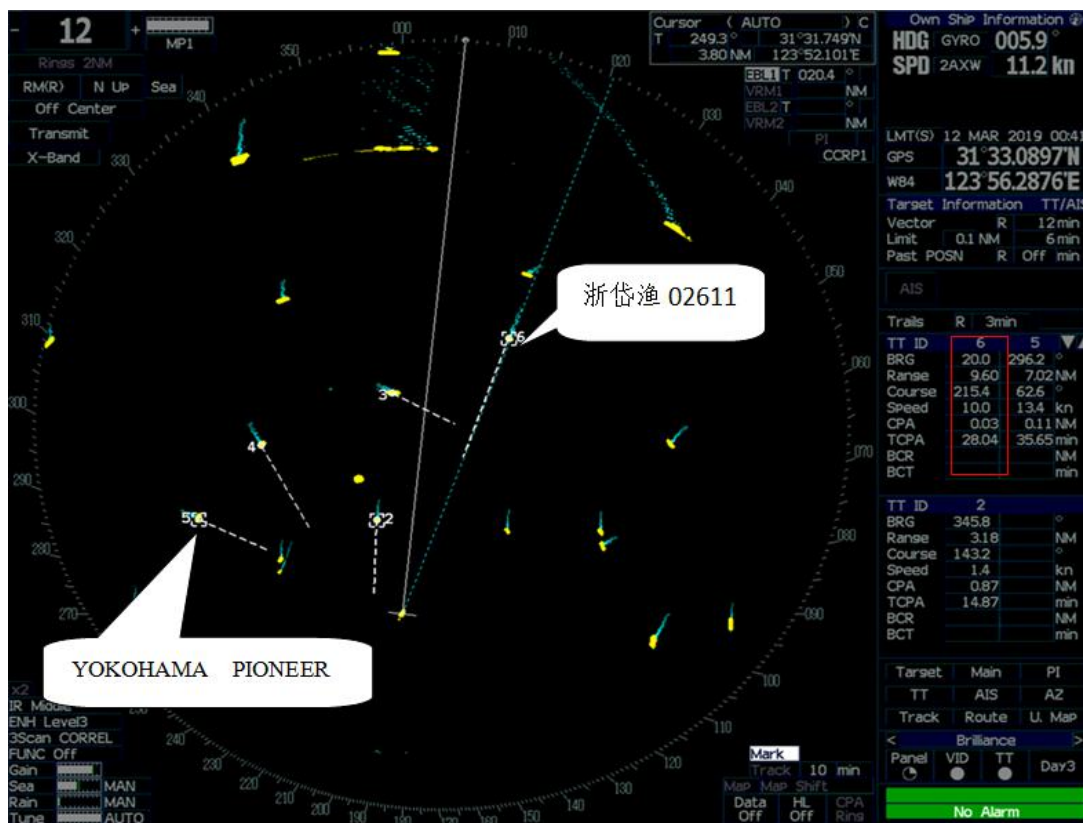 - 12 +
MP1
Rings 2NM
RM(R) N UP Sea
Off Center
Transmit
X-Band
Cursor ( AUTO ) C
T 249.3° 31°31.749'N
3.80 NM 123°52.101'E
EBL1 T 020.4 °
VRM1 NM
EBL2 T °
VRM2 NM
PI
CCRP1
Own Ship Information
HDG GYRO 005.9 °
SPD 2AXW 11.2 kn
LMT(S) 12 MAR 2019 00:41
GPS 31°33.0897'N
W84 123°56.2876'E
Target Information TT/AIS
Vector R 12 min
Limit 0.1 NM 6 min
Past POSN R Off min
AIS
Trails R 3min
TT ID 6 5
BRG 20.0 296.2 °
Range 9.60 7.02 NM
Course 215.4 62.6 °
Speed 10.0 13.4 kn
CPA 0.03 0.11 NM
TCPA 28.04 35.65 min
BCR NM
BCT min
TT ID 2
BRG 345.8 °
Range 3.18 NM
Course 143.2 °
Speed 1.4 kn
CPA 0.87 NM
TCPA 14.87 min
BCR NM
BCT min
Target Main PI
TT AIS AZ
Track Route U. Map
< Brilliance >
Panel VID TT Day3
No Alarm
000
010
020
030
040
050
060
070
080
090
100
110
120
130
140
150
180
190
200
210
220
230
240
270
280
290
300
310
320
330
340
350
浙岱渔 02611
6
3
4
5
2
YOKOHAMA PIONEER
x2
IR Middle
ENH Level3
3Scan CORREL
FUNC Off
Gain
Sea MAN
Rain MAN
Tune AUTO
Mark
Track 10 min
Map Map Shift
Data HL CPA
Off Off Ring